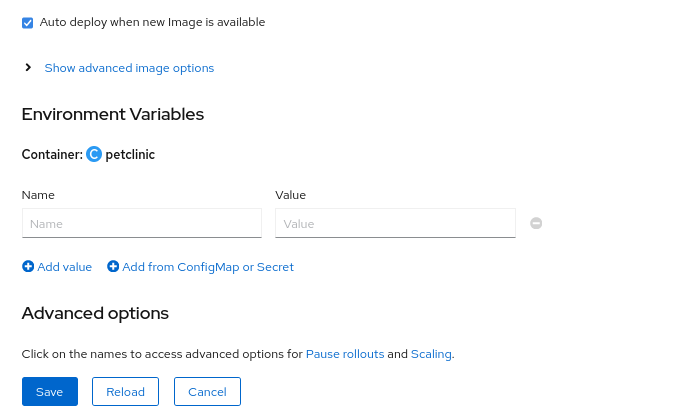 Auto deploy when new Image is available
Show advanced image options
Environment Variables
Container: C petclinic
Name Value
Name Value
Add value Add from ConfigMap or Secret
Advanced options
Click on the names to access advanced options for Pause rollouts and Scaling.
Save Reload Cancel